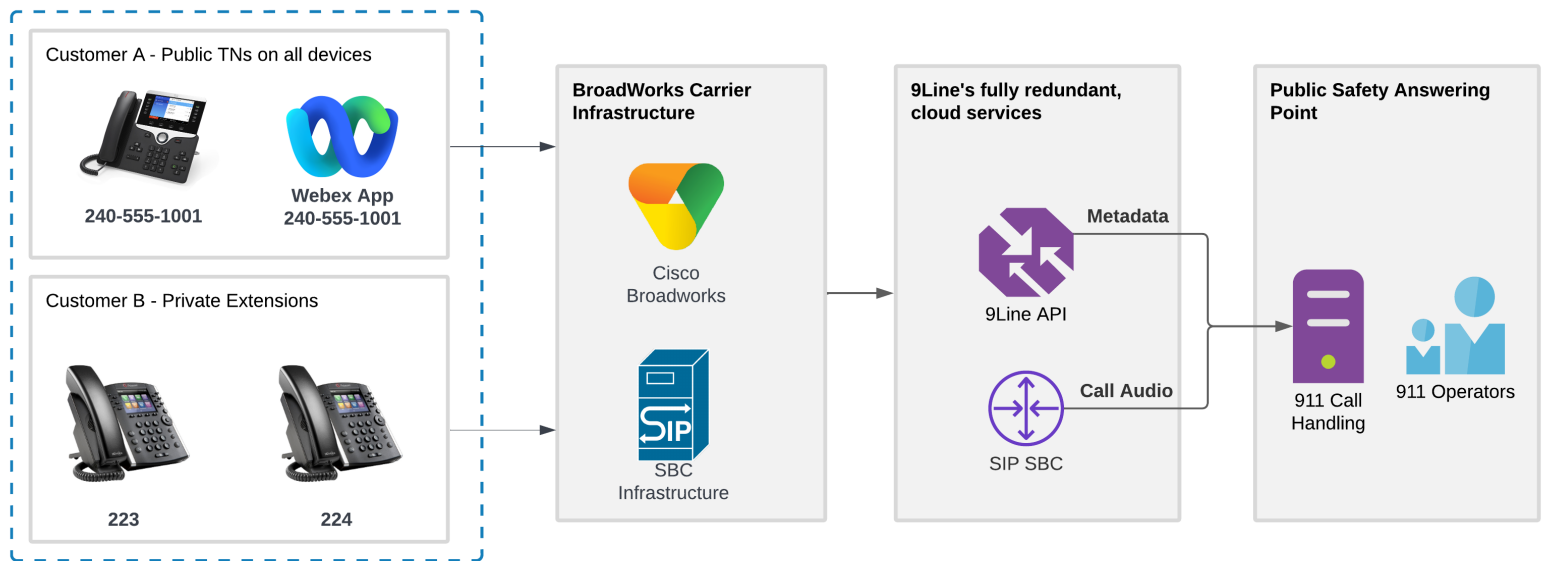 Customer A - Public TNs on all devices
240-555-1001
Webex App
240-555-1001
Customer B - Private Extensions
223
224
BroadWorks Carrier
Infrastructure
Cisco
Broadworks
SIP
SBC
Infrastructure
9Line's fully redundant,
cloud services
Metadata
9Line API
Call Audio
SIP SBC
Public Safety Answering
Point
911 Call
Handling
911 Operators